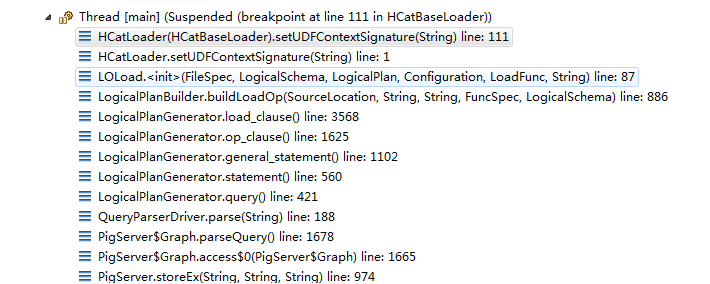 Thread [main] (Suspended (breakpoint at line 111 in HCatBaseLoader))
HCatLoader(HCatBaseLoader).setUDFContextSignature(String) line: 111
HCatLoader.setUDFContextSignature(String) line: 1
LOLoad.<init>(FileSpec, LogicalSchema, LogicalPlan, Configuration, LoadFunc, String) line: 87
LogicalPlanBuilder.buildLoadOp(SourceLocation, String, String, FuncSpec, LogicalSchema) line: 886
LogicalPlanGenerator.load_clause() line: 3568
LogicalPlanGenerator.op_clause() line: 1625
LogicalPlanGenerator.general_statement() line: 1102
LogicalPlanGenerator.statement() line: 560
LogicalPlanGenerator.query() line: 421
QueryParserDriver.parse(String) line: 188
PigServer$Graph.parseQuery() line: 1678
PigServer$Graph.access$0(PigServer$Graph) line: 1665
PigServer.storeEx(String, String, String) line: 974